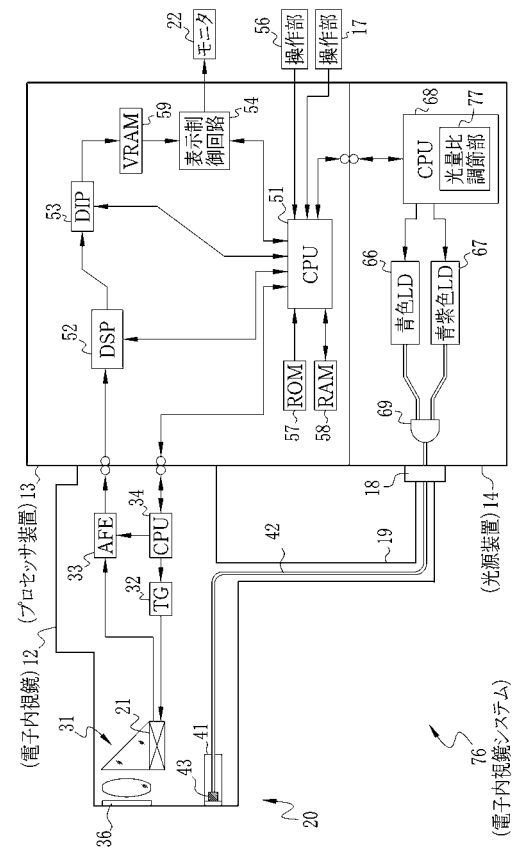 76
(電子内視鏡システム)
20
(電子内視鏡)12
(プロセッサ装置)13
(光源装置)14
36
31
21
43
41
42
19
18
33
AFE
34
CPU
32
TG
52
DSP
53
DIP
VRAM
59
表示制
御回路
54
モニタ
22
51
CPU
57
ROM
58
RAM
操作部
56
操作部
17
68
CPU
光量比
調節部
77
66
青色LD
青紫色LD
67
69